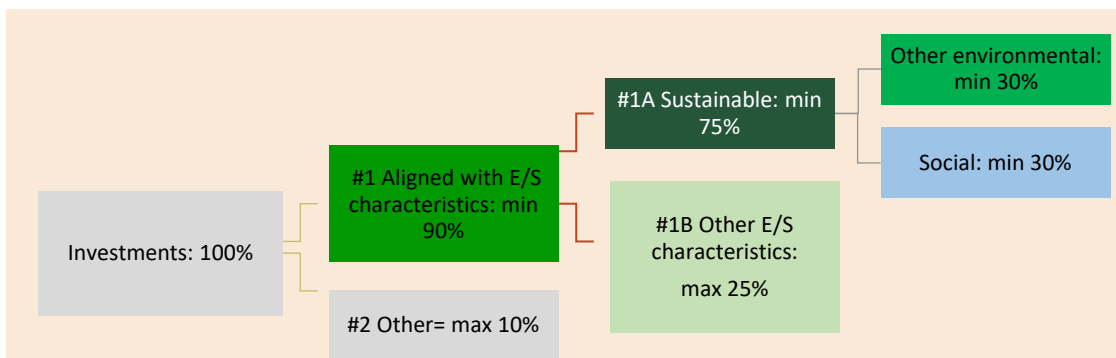 Investments: 100%
#1 Aligned with E/S
characteristics: min
90%
#2 Other= max 10%
#1A Sustainable: min
75%
#1B Other E/S
characteristics:
max 25%
Other environmental:
min 30%
Social: min 30%